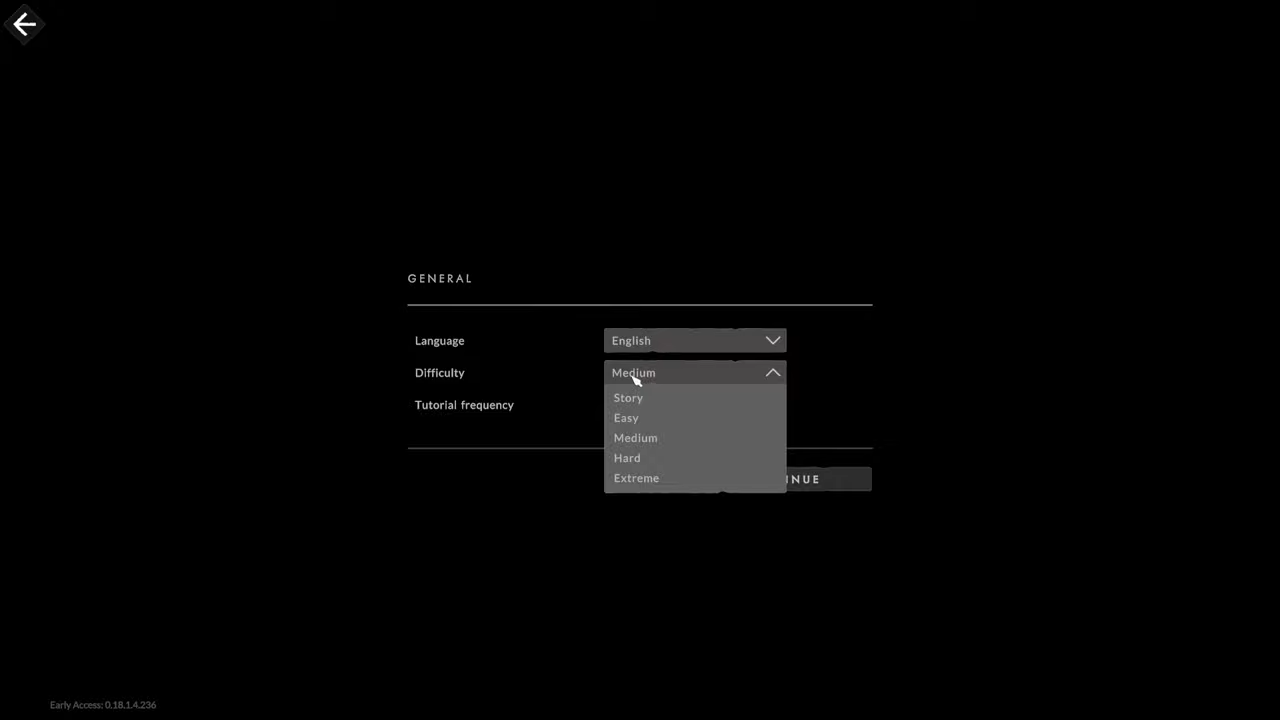 GENERAL
Language English
Difficulty Medium
Story
Tutorial frequency
Easy
Medium
Hard
Extreme
INUE
Early Access: 0.18.1.4.236